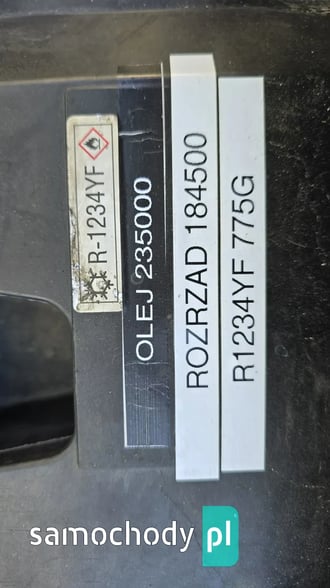 R-1234YF
OLEJ 235000
ROZRZAD 184500
R1234YF 775G
samochody pl